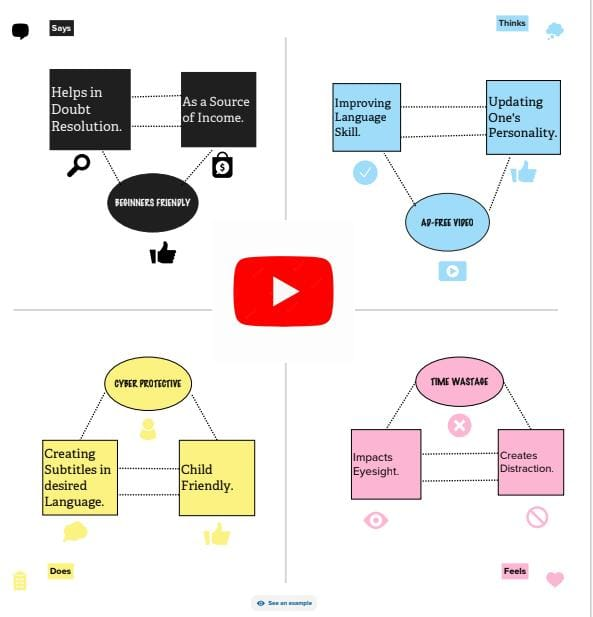 Says
Thinks
Helps in
Doubt
Resolution.
As a Source
of Income.
$
BEGINNERS FRIENDLY
Improving
Language
Skill.
Updating
One's
Personality.
AD-FREE VIDEO
CYBER PROTECTIVE
Creating
Subtitles in
desired
Language.
Child
Friendly.
TIME WASTAGE
Impacts
Eyesight.
Creates
Distraction.
Does
Feels
See an example